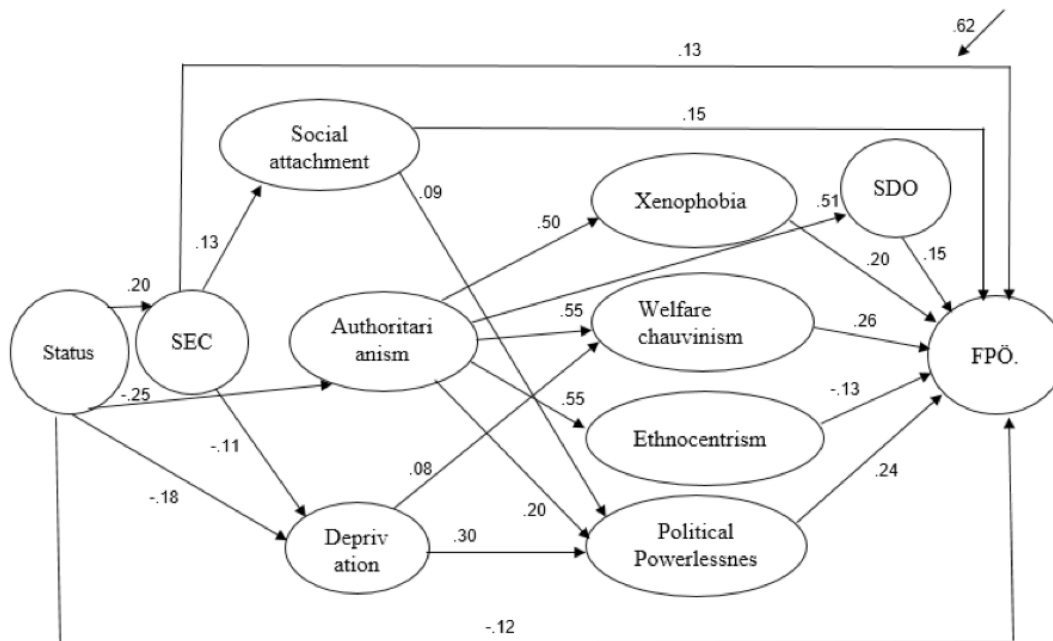 .62
.13
Social
attachment
.15
.09
Xenophobia
.51
SDO
.50
.13
.20
.15
.20
Status
SEC
Authoritari
anism
.55
Welfare
chauvinism
.26
FPÖ.
-.25
.55
-.13
Ethnocentrism
-.11
.08
.24
-.18
.20
Depriv
ation
.30
Political
Powerlessnes
-.12